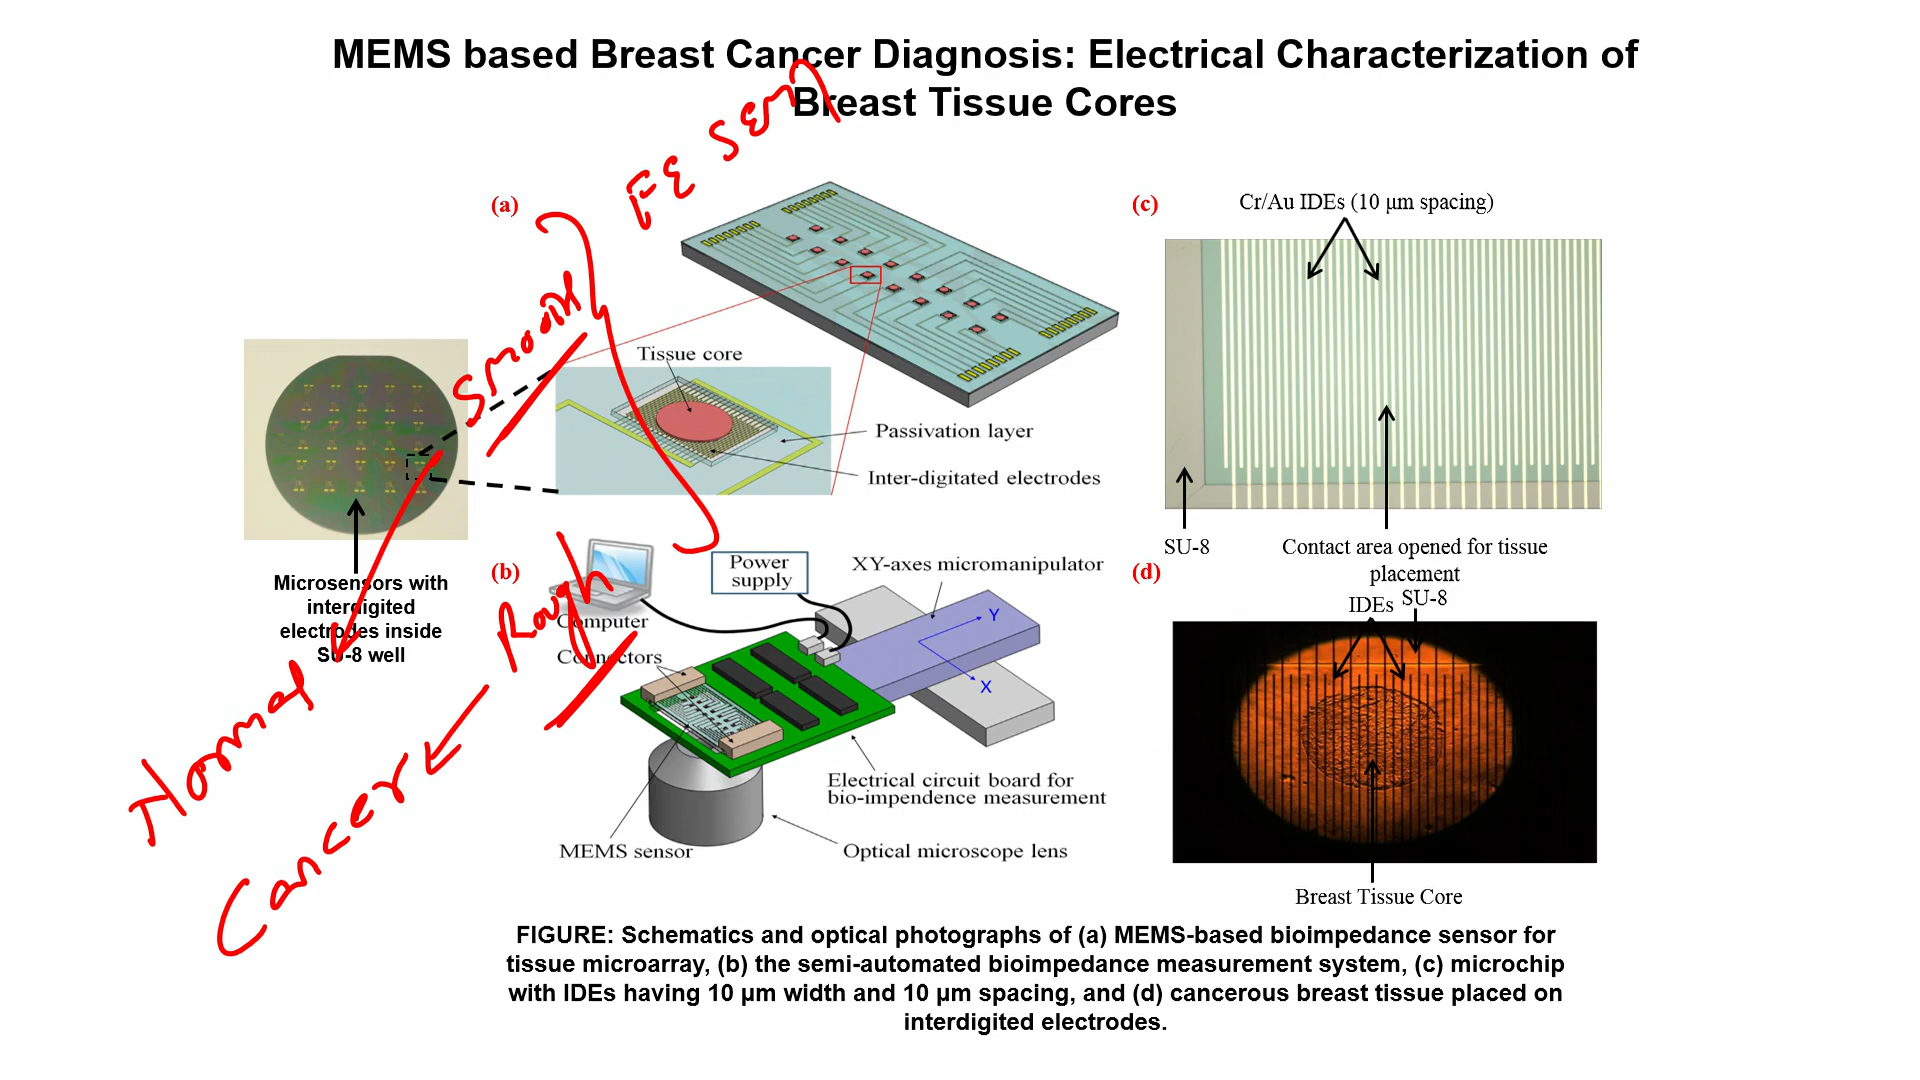 MEMS based Breast Cancer Diagnosis: Electrical Characterization of
Breast Tissue Cores
FE SEM
(a)
Smooth
Tissue core
Passivation layer
Inter-digitated electrodes
Microsensors with
interdigited
electrodes inside
SU-8 well
Normal
Cancer
Rough
(b)
Computer
Power
supply
XY-axes micromanipulator
Connectors
Y
X
Electrical circuit board for
bio-impendence measurement
MEMS sensor
Optical microscope lens
(c)
Cr/Au IDEs (10 μm spacing)
SU-8
Contact area opened for tissue
placement
(d)
IDEs
SU-8
Breast Tissue Core
FIGURE: Schematics and optical photographs of (a) MEMS-based bioimpedance sensor for
tissue microarray, (b) the semi-automated bioimpedance measurement system, (c) microchip
with IDEs having 10 μm width and 10 μm spacing, and (d) cancerous breast tissue placed on
interdigited electrodes.